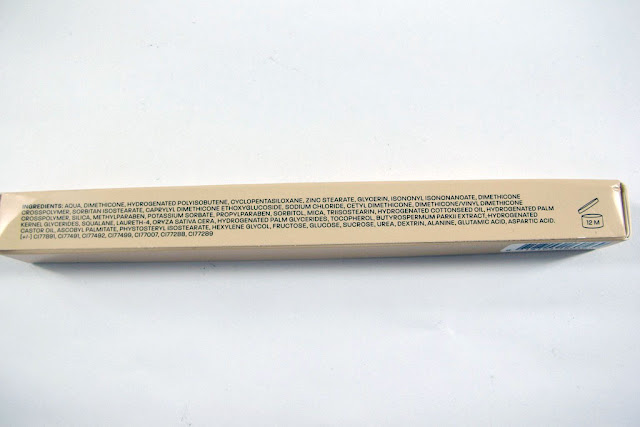 INGREDIENTS: AQUA, DIMETHICONE, HYDROGENATED POLYISOBUTENE, CYCLOPENTASILOXANE, ZINC STEARATE, GLYCERIN, ISONONYL ISONONANOATE, DIMETHICONE
CROSSPOLYMER, SORBITAN ISOSTEARATE, CAPRYLYL DIMETHICONE ETHOXYGLUCOSIDE, SODIUM CHLORIDE, CETYL DIMETHICONE, DIMETHICONE/VINYL DIMETHICONE
CROSSPOLYMER, SILICA, METHYLPARABEN, POTASSIUM SORBATE, PROPYLPARABEN, SORBITOL, MICA, TRIISOSTEARIN, HYDROGENATED COTTONSEED OIL, HYDROGENATED PALM
KERNEL GLYCERIDES, SQUALANE, LAURETH-4, ORYZA SATIVA CERA, HYDROGENATED PALM GLYCERIDES, TOCOPHEROL, BUTYROSPERMUM PARKII EXTRACT, HYDROGENATED
CASTOR OIL, ASCOBYL PALMITATE, PHYSTOSTERYL ISOSTEARATE, HEXYLENE GLYCOL, FRUCTOSE, GLUCOSE, SUCROSE, UREA, DEXTRIN, ALANINE, GLUTAMIC ACID, ASPARTIC ACID.
[+/-] CI77891, CI77491, CI77492, CI77499, CI77007, CI77288, CI77289
12 M